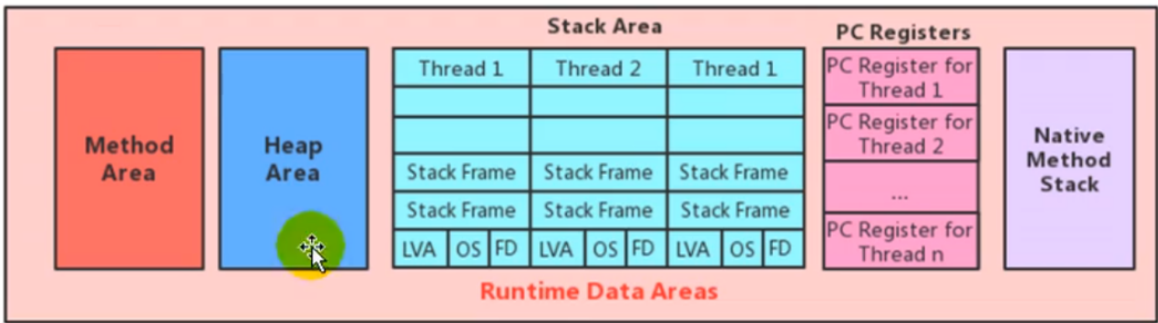 Stack Area
PC Registers
Method
Area
Heap
Area
Thread 1
Thread 2
Thread 1
Stack Frame
Stack Frame
Stack Frame
Stack Frame
Stack Frame
Stack Frame
LVA
OS
FD
LVA
OS
FD
LVA
OS
FD
PC Register for
Thread 1
PC Register for
Thread 2
...
PC Register for
Thread n
Native
Method
Stack
Runtime Data Areas